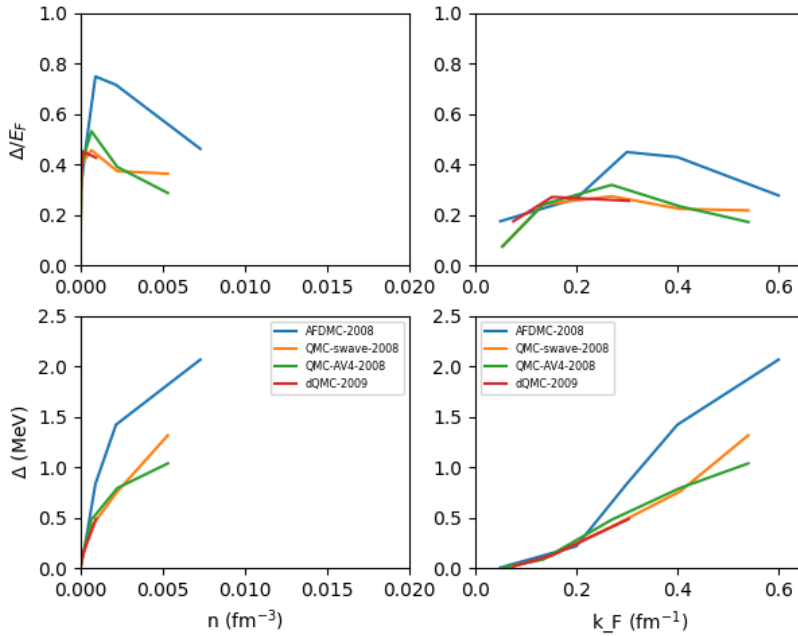 1.0
0.8
0.6
0.4
0.2
0.0
Δ/E_F
0.000 0.005 0.010 0.015 0.020
1.0
0.8
0.6
0.4
0.2
0.0
0.0 0.2 0.4 0.6
2.5
2.0
1.5
1.0
0.5
0.0
Δ (MeV)
AFDMC-2008
QMC-swave-2008
QMC-AV4-2008
dQMC-2009
0.000 0.005 0.010 0.015 0.020
n (fm⁻³)
2.5
2.0
1.5
1.0
0.5
0.0
AFDMC-2008
QMC-swave-2008
QMC-AV4-2008
dQMC-2009
0.0 0.2 0.4 0.6
k_F (fm⁻¹)